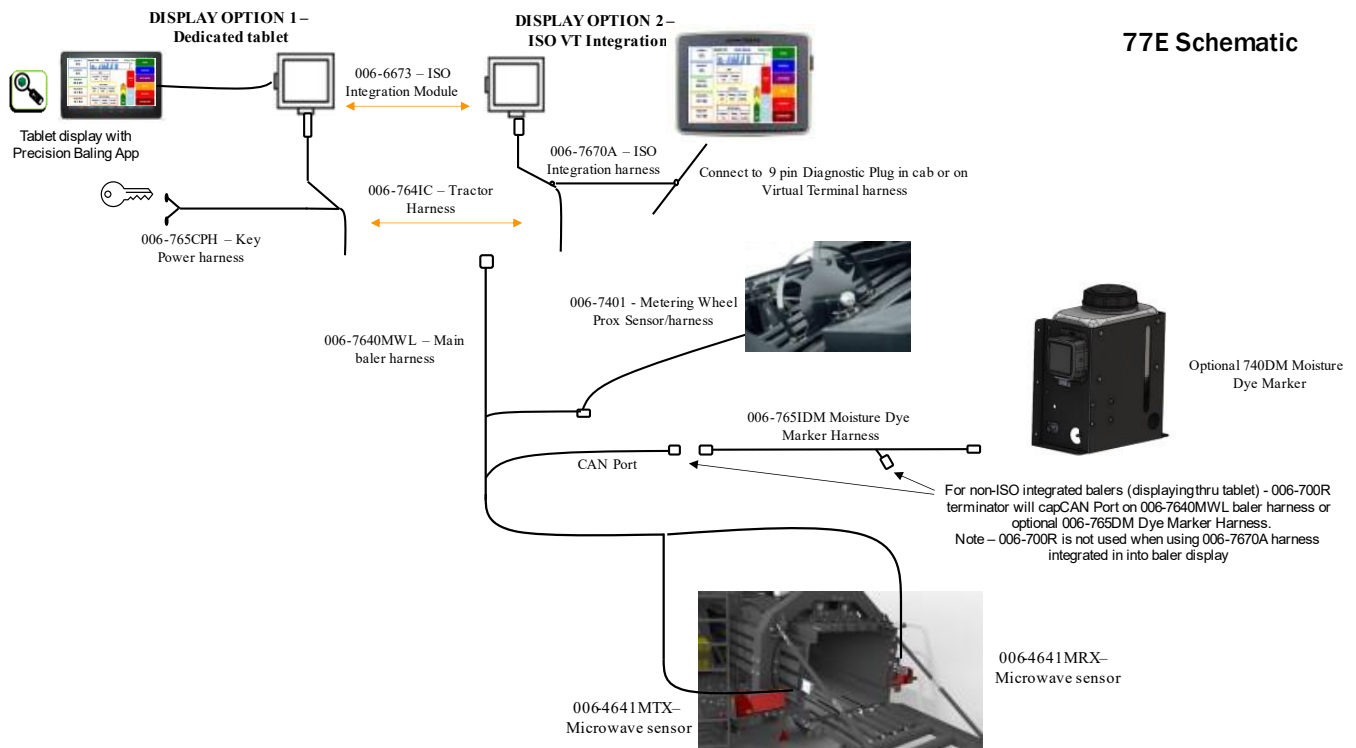 DISPLAY OPTION 1 –
Dedicated tablet
DISPLAY OPTION 2 –
ISO VT Integration
77E Schematic
006-6673 – ISO
Integration Module
Tablet display with
Precision Baling App
006-7670A – ISO
Integration harness
Connect to 9 pin Diagnostic Plug in cab or on
Virtual Terminal harness
006-764IC – Tractor
Harness
006-765CPH – Key
Power harness
006-7401 - Metering Wheel
Prox Sensor/harness
006-7640MWL – Main
baler harness
Optional 740DM Moisture
Dye Marker
006-765IDM Moisture Dye
Marker Harness
CAN Port
For non-ISO integrated balers (displaying thru tablet) - 006-700R
terminator will cap CAN Port on 006-7640MWL baler harness or
optional 006-765DM Dye Marker Harness.
Note – 006-700R is not used when using 006-7670A harness
integrated in into baler display
0064641MRX–
Microwave sensor
0064641MTX–
Microwave sensor